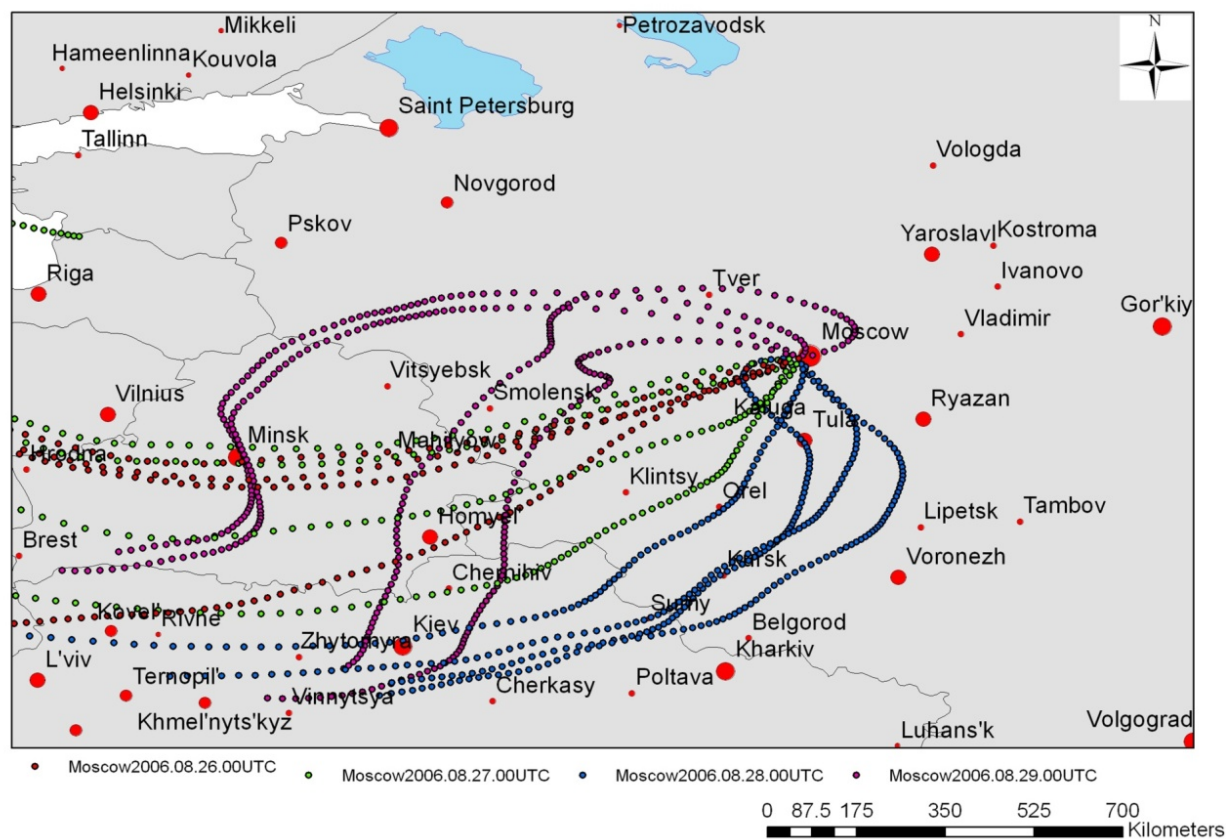 N
Mikkeli
Petrozavodsk
Hameenlinna
Kouvola
Helsinki
Saint Petersburg
Tallinn
Vologda
Novgorod
Pskov
Yaroslavl
Kostroma
Riga
Tver
Ivanovo
Gor'kiy
Vladimir
Moscow
Vitsyebsk
Smolensk
Vilnius
Kaluga
Ryazan
Tula
Minsk
Mahilyow
Hrodna
Klintsy
Orel
Lipetsk
Tambov
Homyel'
Brest
Voronezh
Chernihiv
Kursk
Sumy
Kovel'
Rivne
Kiev
Belgorod
Zhytomyra
Kharkiv
L'viv
Ternopil'
Vinnytsya
Cherkasy
Poltava
Khmel'nyts'kyz
Luhans'k
Volgograd
Moscow2006.08.26.00UTC
Moscow2006.08.27.00UTC
Moscow2006.08.28.00UTC
Moscow2006.08.29.00UTC
0 87.5 175 350 525 700
Kilometers